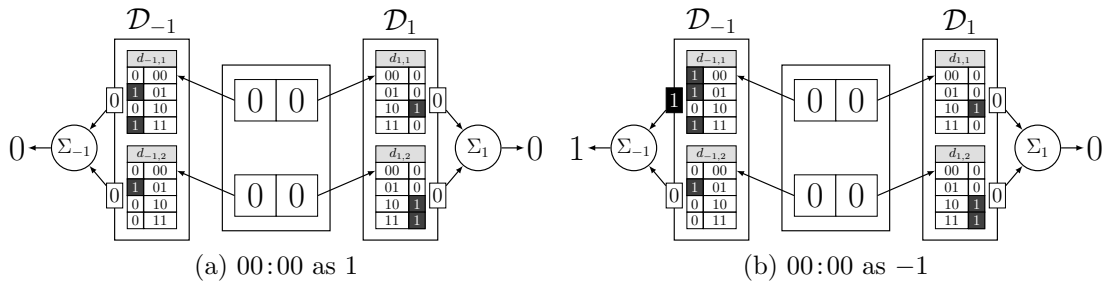 𝒟₋₁ 𝒟₁ 𝒟₋₁ 𝒟₁
d₋₁,₁ d₁,₁ d₋₁,₁ d₁,₁
0 00 00 0 1 00 00 0
1 01 0 0 01 0 1 01 0 0 01 0
0 10 10 1 0 10 10 1
1 11 11 0 1 11 11 0
0 0 1 0
0 Σ₋₁ Σ₁ 0 1 Σ₋₁ Σ₁ 0
d₋₁,₂ d₁,₂ d₋₁,₂ d₁,₂
0 00 00 0 0 00 00 0
1 01 01 0 1 01 01 0
0 0 0 0 0 0
0 10 0 0 10 1 0 10 0 0 10 1
0 11 11 1 0 11 11 1
(a) 00:00 as 1 (b) 00:00 as −1